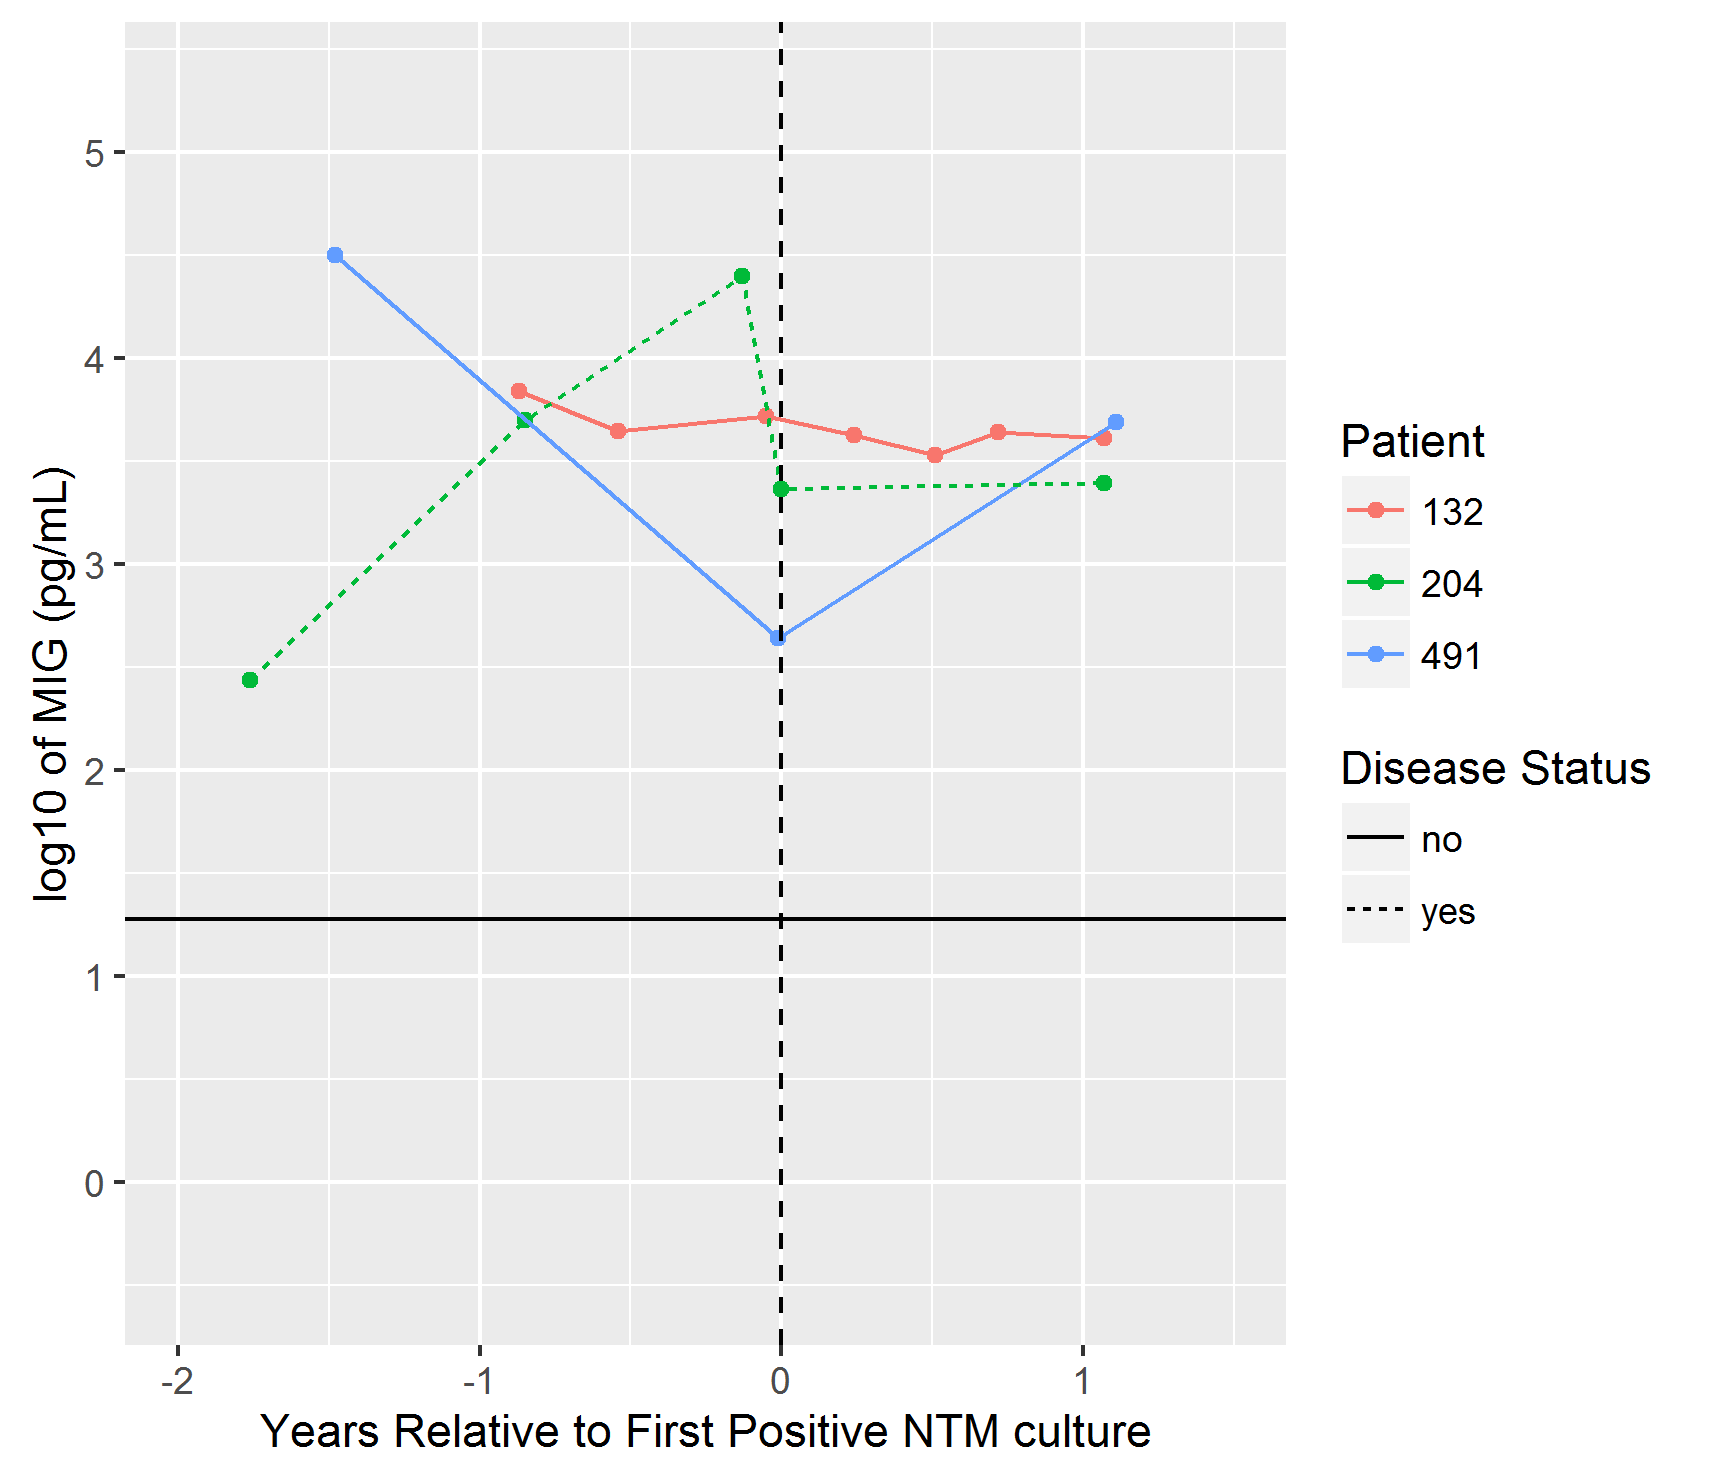 log10 of MIG (pg/mL)
5
4
3
2
1
0
-2 -1 0 1
Years Relative to First Positive NTM culture
Patient
132
204
491
Disease Status
no
yes